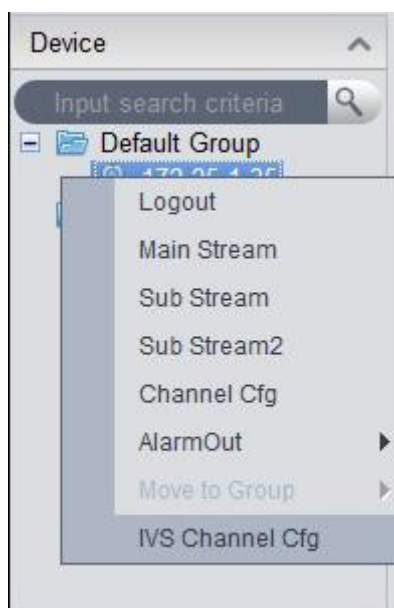 Device
Input search criteria
Default Group
Logout
Main Stream
Sub Stream
Sub Stream2
Channel Cfg
AlarmOut
Move to Group
IVS Channel Cfg